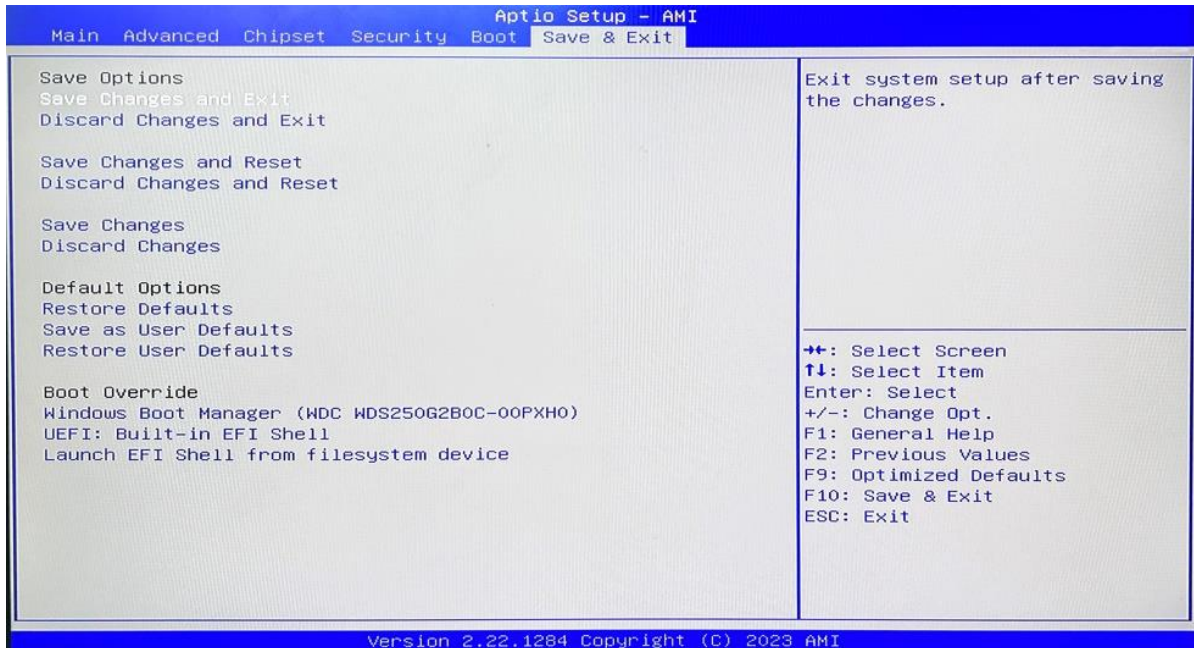 Aptio Setup - AMI
Main Advanced Chipset Security Boot Save & Exit
Save Options
Save Changes and Exit
Discard Changes and Exit
Save Changes and Reset
Discard Changes and Reset
Save Changes
Discard Changes
Default Options
Restore Defaults
Save as User Defaults
Restore User Defaults
Boot Override
Windows Boot Manager (WDC WDS250G2B0C-00PXH0)
UEFI: Built-in EFI Shell
Launch EFI Shell from filesystem device
Exit system setup after saving
the changes.
→←: Select Screen
↑↓: Select Item
Enter: Select
+/-: Change Opt.
F1: General Help
F2: Previous Values
F9: Optimized Defaults
F10: Save & Exit
ESC: Exit
Version 2.22.1284 Copyright (C) 2023 AMI